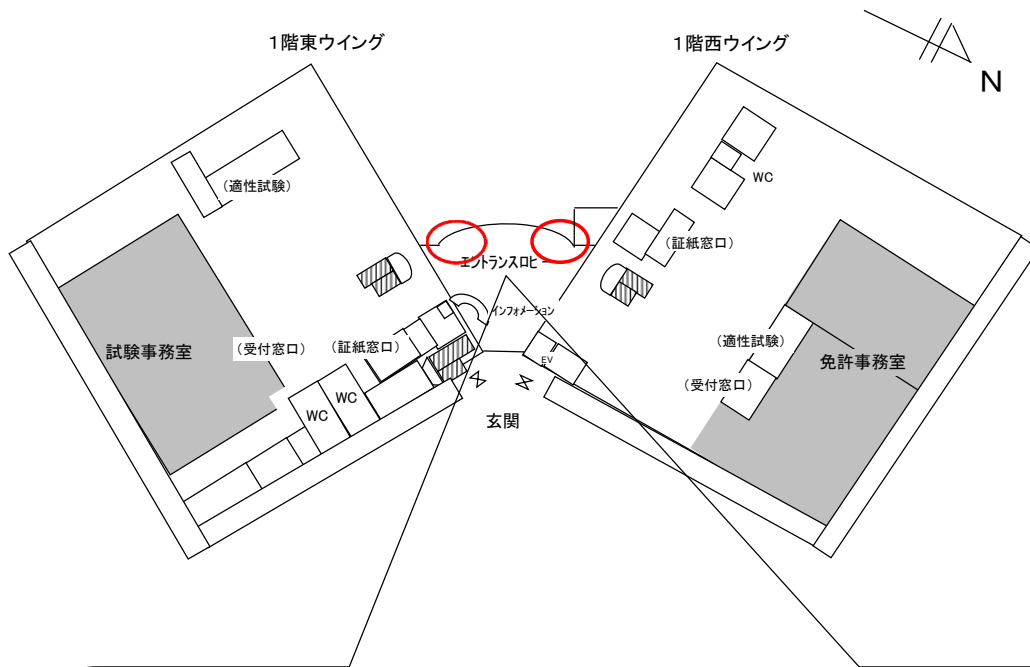 1階東ウイング
1階西ウイング
N
(適性試験)
WC
(証紙窓口)
エントランスロビー
インフォメーション
試験事務室
(受付窓口)
(証紙窓口)
EV
(適性試験)
免許事務室
(受付窓口)
WC
WC
玄関